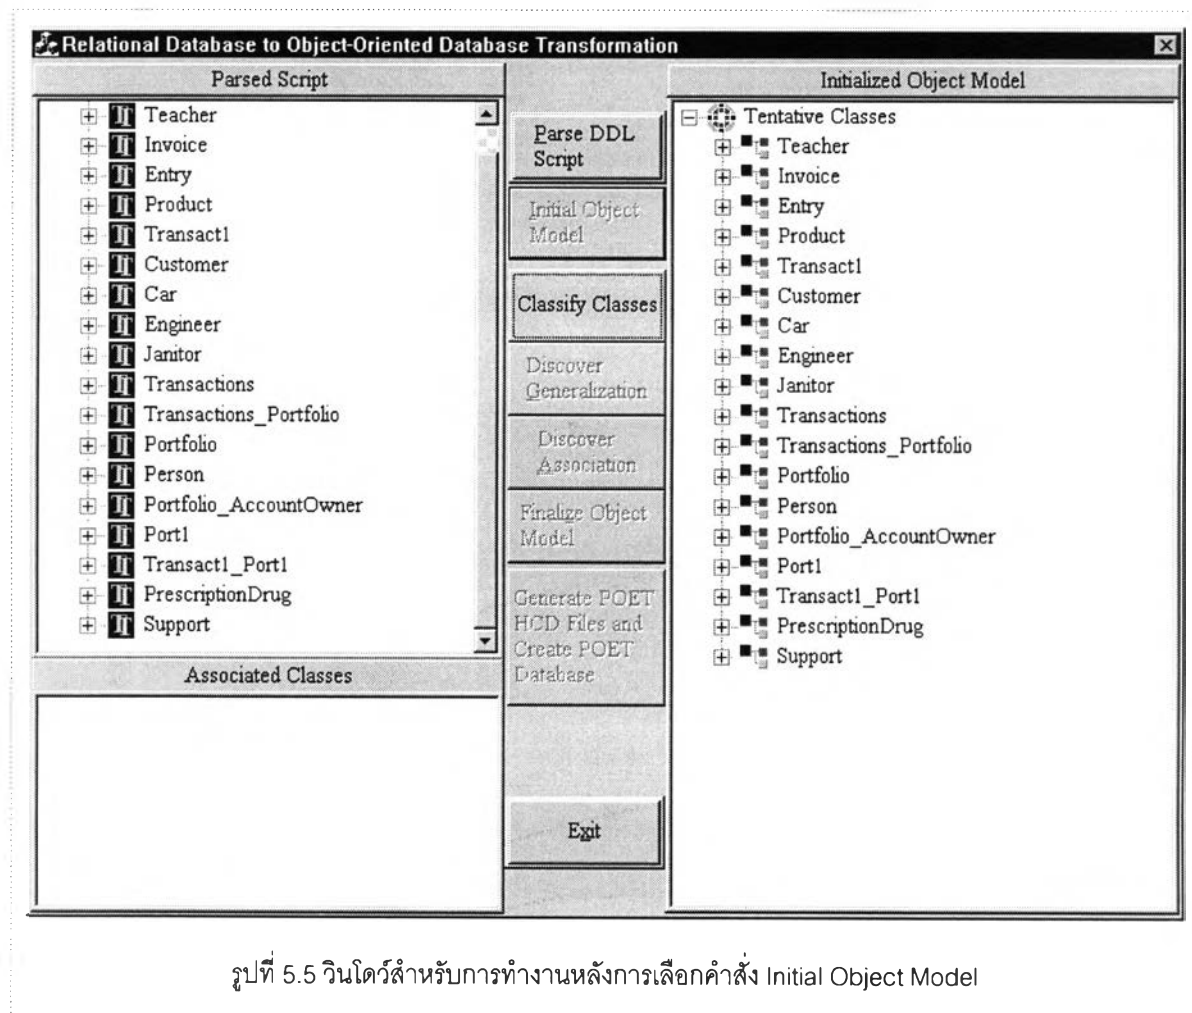 Relational Database to Object-Oriented Database Transformation
Parsed Script
Teacher
Invoice
Entry
Product
Transact1
Customer
Car
Engineer
Janitor
Transactions
Transactions_Portfolio
Portfolio
Person
Portfolio_AccountOwner
Port1
Transact1_Port1
PrescriptionDrug
Support
Associated Classes
Parse DDL
Script
Initial Object
Model
Classify Classes
Discover
Generalization
Discover
Association
Finalize Object
Model
Generate POET
HCD Files and
Create POET
Database
Exit
Initialized Object Model
Tentative Classes
Teacher
Invoice
Entry
Product
Transact1
Customer
Car
Engineer
Janitor
Transactions
Transactions_Portfolio
Portfolio
Person
Portfolio_AccountOwner
Port1
Transact1_Port1
PrescriptionDrug
Support
รูปที่ 5.5 วินโดว์สำหรับการทำงานหลังการเลือกคำสั่ง Initial Object Model